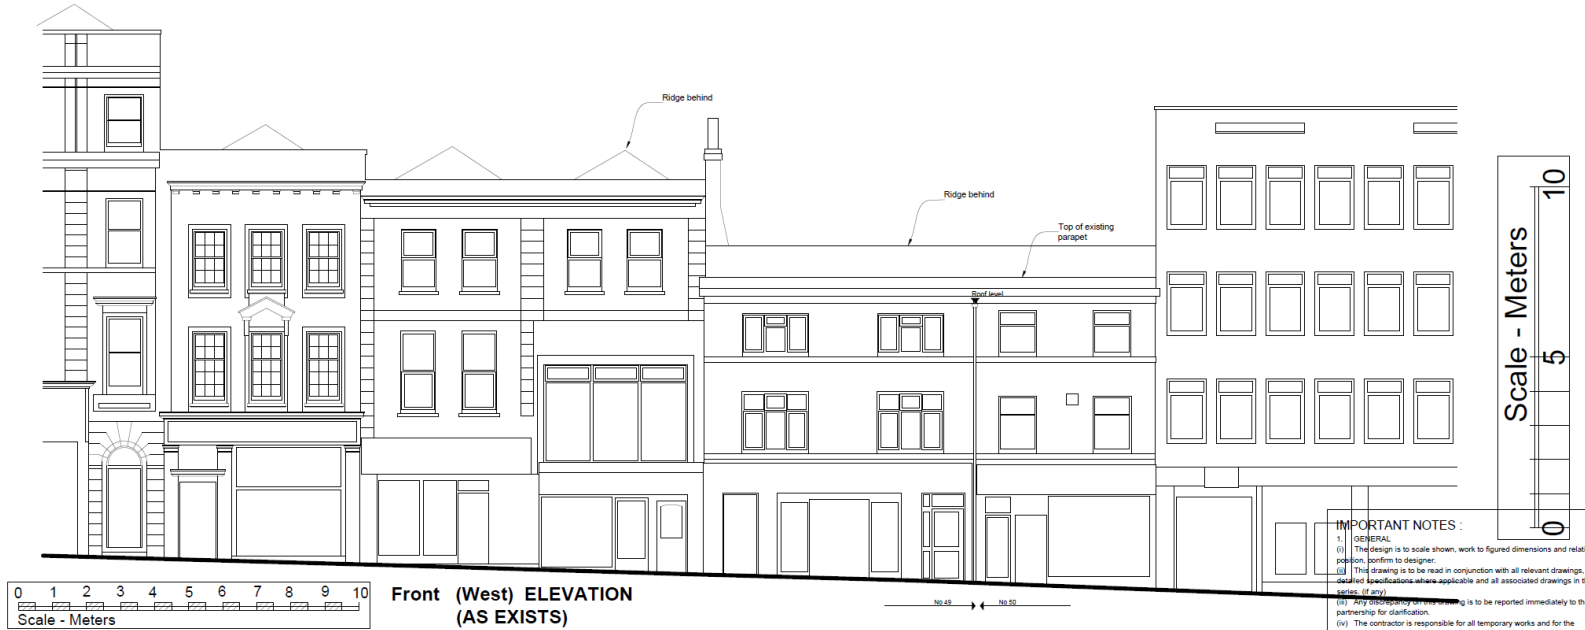 Ridge behind
Ridge behind
Top of existing
parapet
Roof level
10
5
0
Scale - Meters
0 1 2 3 4 5 6 7 8 9 10
Scale - Meters
Front (West) ELEVATION
(AS EXISTS)
No 49
No 50
IMPORTANT NOTES :
1. GENERAL
(i) The design is to scale shown, work to figured dimensions and relati
position, confirm to designer.
(ii) This drawing is to be read in conjunction with all relevant drawings,
detailed specifications where applicable and all associated drawings in th
series. (if any)
(iii) Any discrepancy on this drawing is to be reported immediately to the
partnership for clarification.
(iv) The contractor is responsible for all temporary works and for the